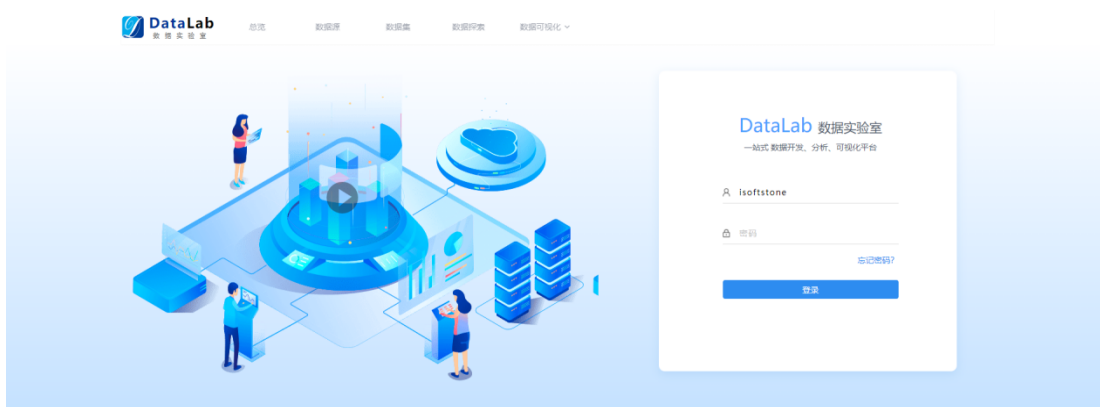 DataLab
数据实验室
总览 数据源 数据集 数据探索 数据可视化
DataLab 数据实验室
一站式 数据开发、分析、可视化平台
isoftstone
密码
忘记密码?
登录